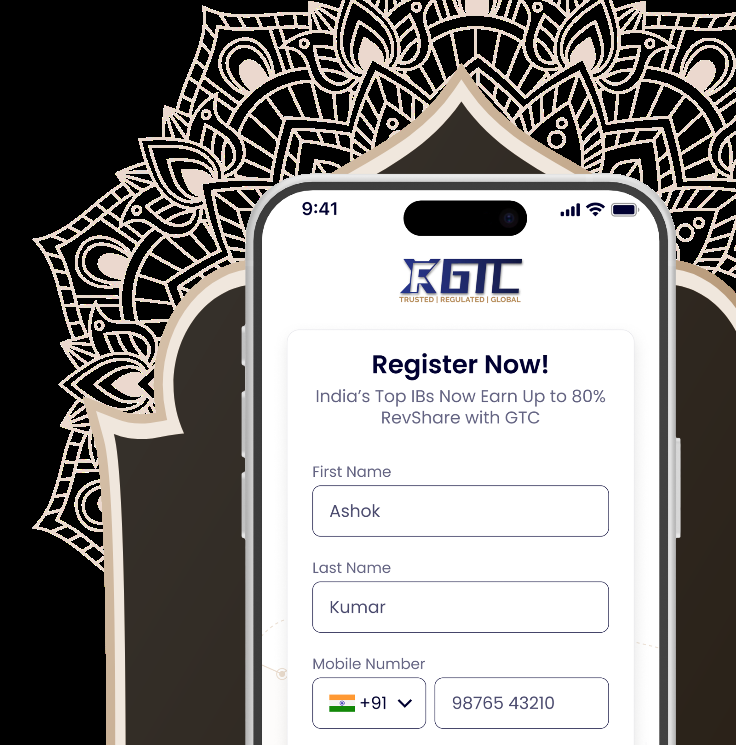 9:41
GTC
TRUSTED | REGULATED | GLOBAL
Register Now!
India's Top IBs Now Earn Up to 80%
RevShare with GTC
First Name
Ashok
Last Name
Kumar
Mobile Number
+91 98765 43210